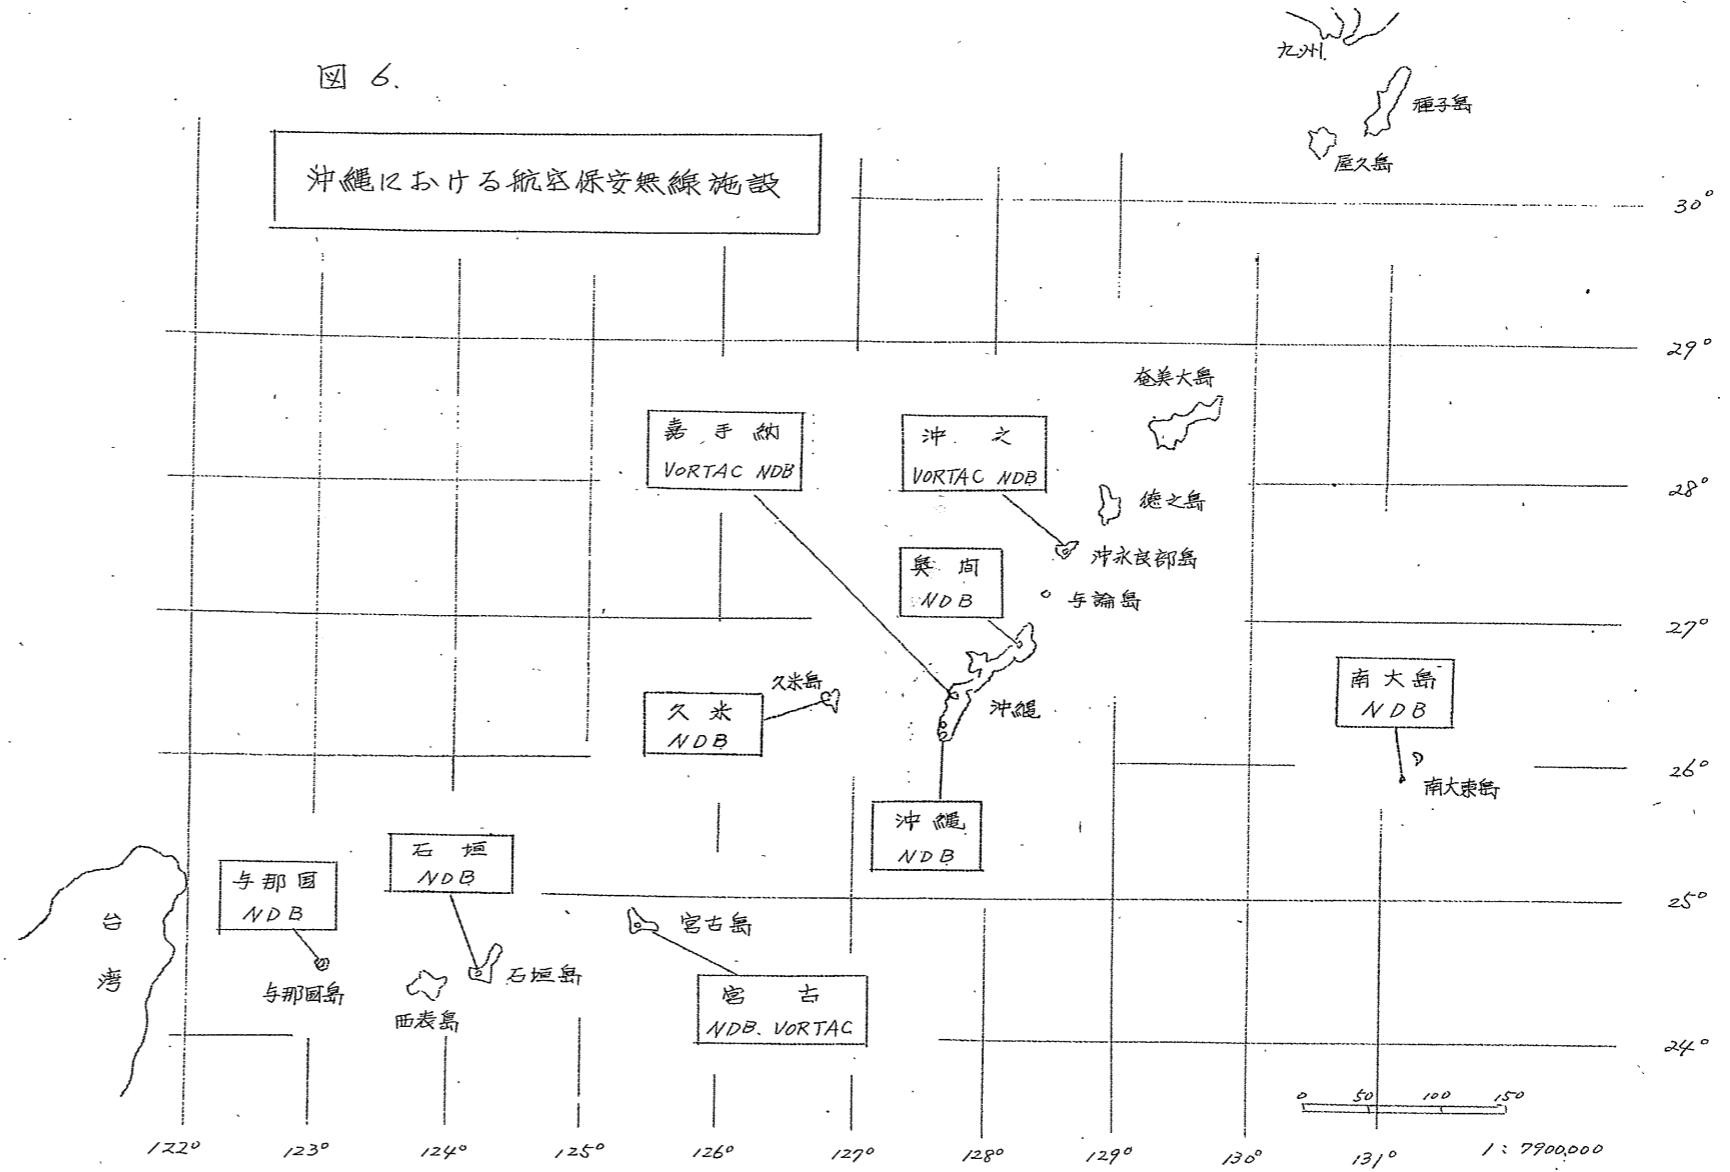 図 6.
沖縄における航空保安無線施設
九州
種子島
屋久島
30°
29°
奄美大島
嘉手納
VORTAC NDB
沖之
VORTAC NDB
28°
徳之島
沖永良部島
奥間
NDB
与論島
27°
久米島
久米
NDB
沖縄
南大島
NDB
26°
南大東島
沖縄
NDB
石垣
NDB
与那国
NDB
25°
台湾
宮古島
石垣島
与那国島
西表島
宮古
NDB. VORTAC
24°
0 50 100 150
122° 123° 124° 125° 126° 127° 128° 129° 130° 131°
1:7900,000